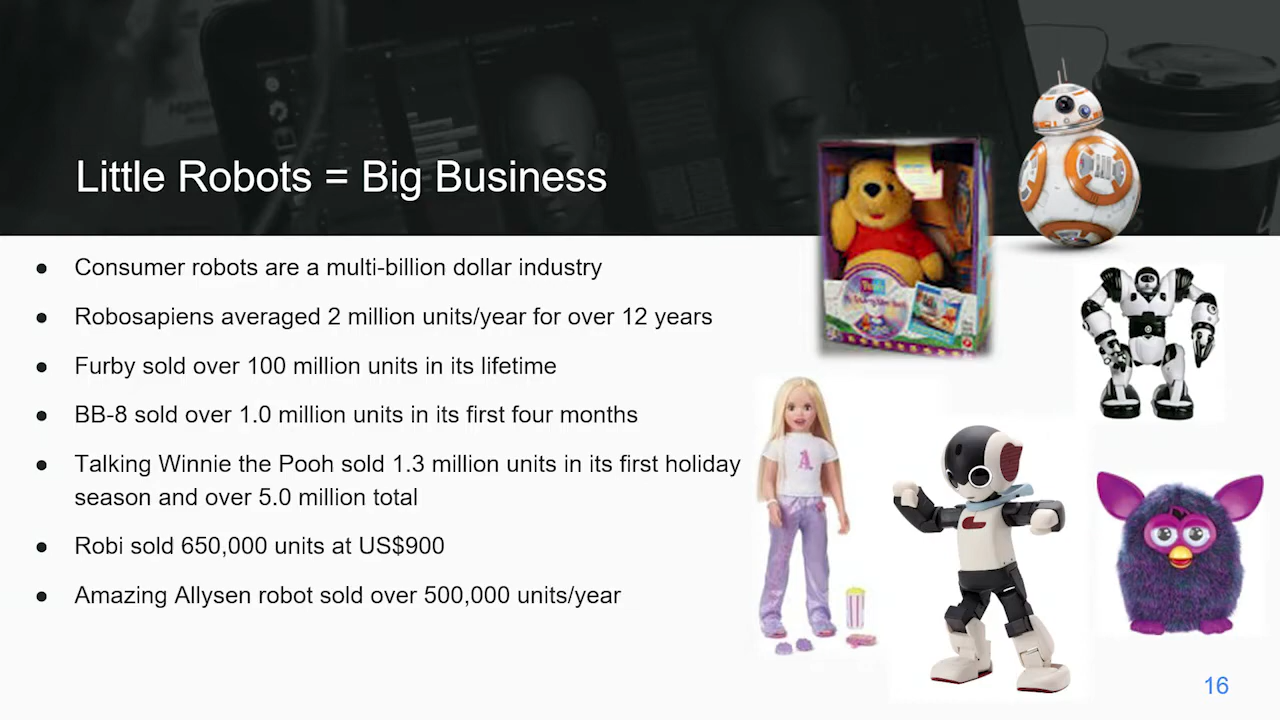 Little Robots = Big Business
● Consumer robots are a multi-billion dollar industry
● Robosapiens averaged 2 million units/year for over 12 years
● Furby sold over 100 million units in its lifetime
● BB-8 sold over 1.0 million units in its first four months
● Talking Winnie the Pooh sold 1.3 million units in its first holiday
season and over 5.0 million total
● Robi sold 650,000 units at US$900
● Amazing Allysen robot sold over 500,000 units/year
A
16